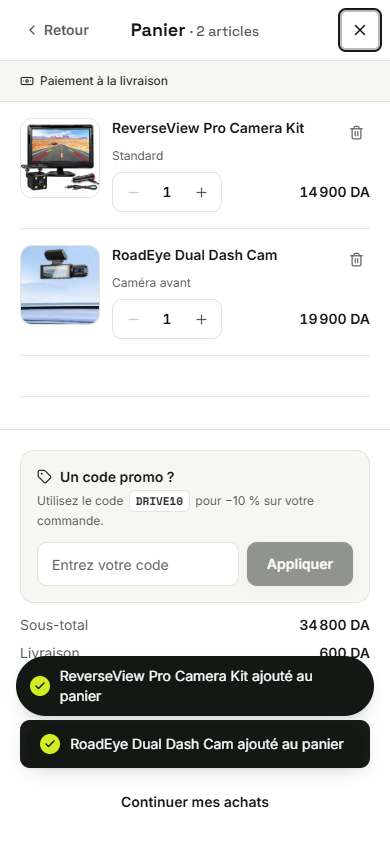 Retour
Panier · 2 articles
Paiement à la livraison
ReverseView Pro Camera Kit
Standard
1
14 900 DA
RoadEye Dual Dash Cam
Caméra avant
1
19 900 DA
Un code promo ?
Utilisez le code DRIVE10 pour −10 % sur votre
commande.
Entrez votre code
Appliquer
Sous-total 34 800 DA
Livraison 600 DA
ReverseView Pro Camera Kit ajouté au
panier
RoadEye Dual Dash Cam ajouté au panier
Continuer mes achats